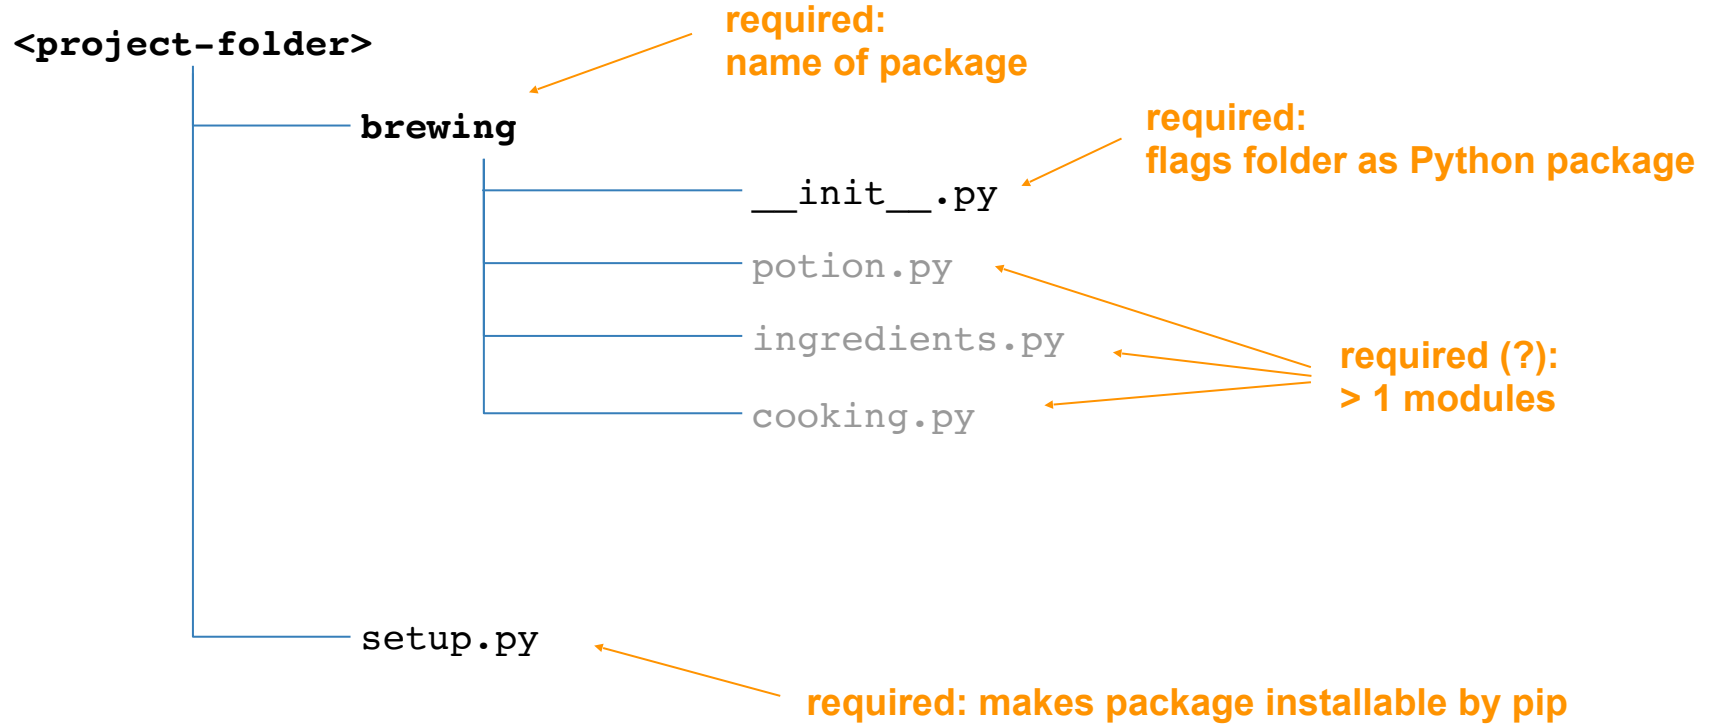 required:
name of package
<project-folder>
brewing
required:
flags folder as Python package
__init__.py
potion.py
ingredients.py
cooking.py
required (?):
> 1 modules
setup.py
required: makes package installable by pip